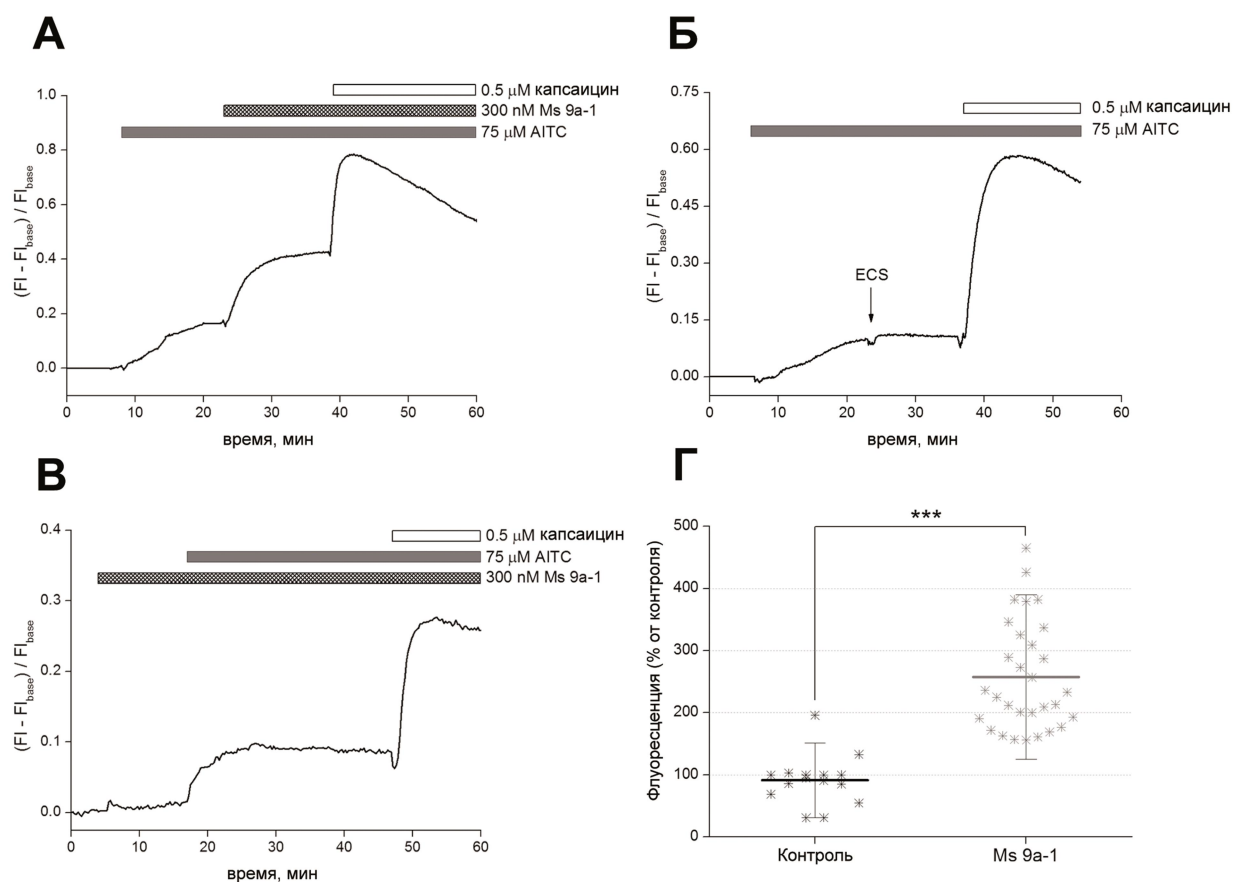 А
0.5 μM капсаицин
300 nM Ms 9a-1
75 μM AITC
(FI - FIbase) / FIbase
1.0
0.8
0.6
0.4
0.2
0.0
0 10 20 30 40 50 60
время, мин
Б
0.5 μM капсаицин
75 μM AITC
(FI - FIbase) / FIbase
0.75
0.60
0.45
0.30
0.15
0.00
ECS
0 10 20 30 40 50 60
время, мин
В
0.5 μM капсаицин
75 μM AITC
300 nM Ms 9a-1
(FI - FIbase) / FIbase
0.4
0.3
0.2
0.1
0.0
0 10 20 30 40 50 60
время, мин
Г
***
Флуоресценция (% от контроля)
500
400
300
200
100
0
Контроль Ms 9a-1